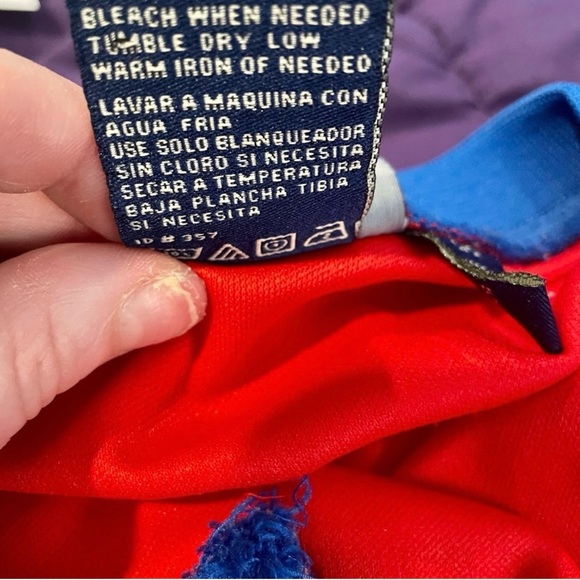 BLEACH WHEN NEEDED
TUMBLE DRY LOW
WARM IRON OF NEEDED
LAVAR A MAQUINA CON
AGUA FRIA
USE SOLO BLANQUEADOR
SIN CLORO SI NECESITA
SECAR A TEMPERATURA
BAJA PLANCHA TIBIA
SI NECESITA
ID # 357